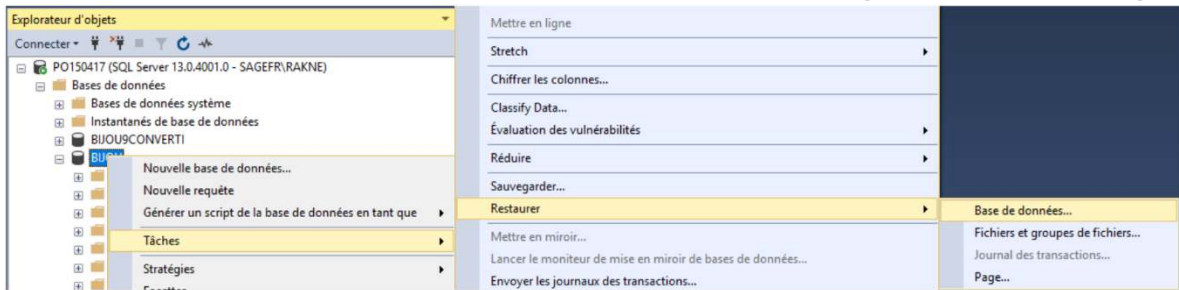 Explorateur d'objets
Connecter
PO150417 (SQL Server 13.0.4001.0 - SAGEFR\RAKNE)
Bases de données
Bases de données système
Instantanés de base de données
BIJOU9CONVERTI
Nouvelle base de données...
Nouvelle requête
Générer un script de la base de données en tant que
Tâches
Stratégies
Mettre en ligne
Stretch
Chiffrer les colonnes...
Classify Data...
Évaluation des vulnérabilités
Réduire
Sauvegarder...
Restaurer
Mettre en miroir...
Lancer le moniteur de mise en miroir de bases de données...
Envoyer les journaux des transactions...
Base de données...
Fichiers et groupes de fichiers...
Journal des transactions...
Page...